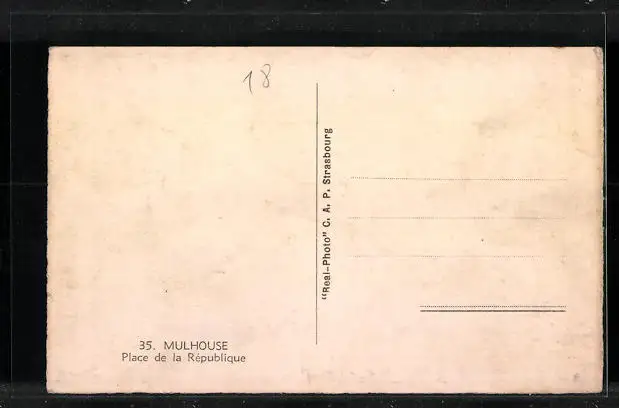 18
"Real-Photo" C. A. P. Strasbourg
35. MULHOUSE
Place de la République